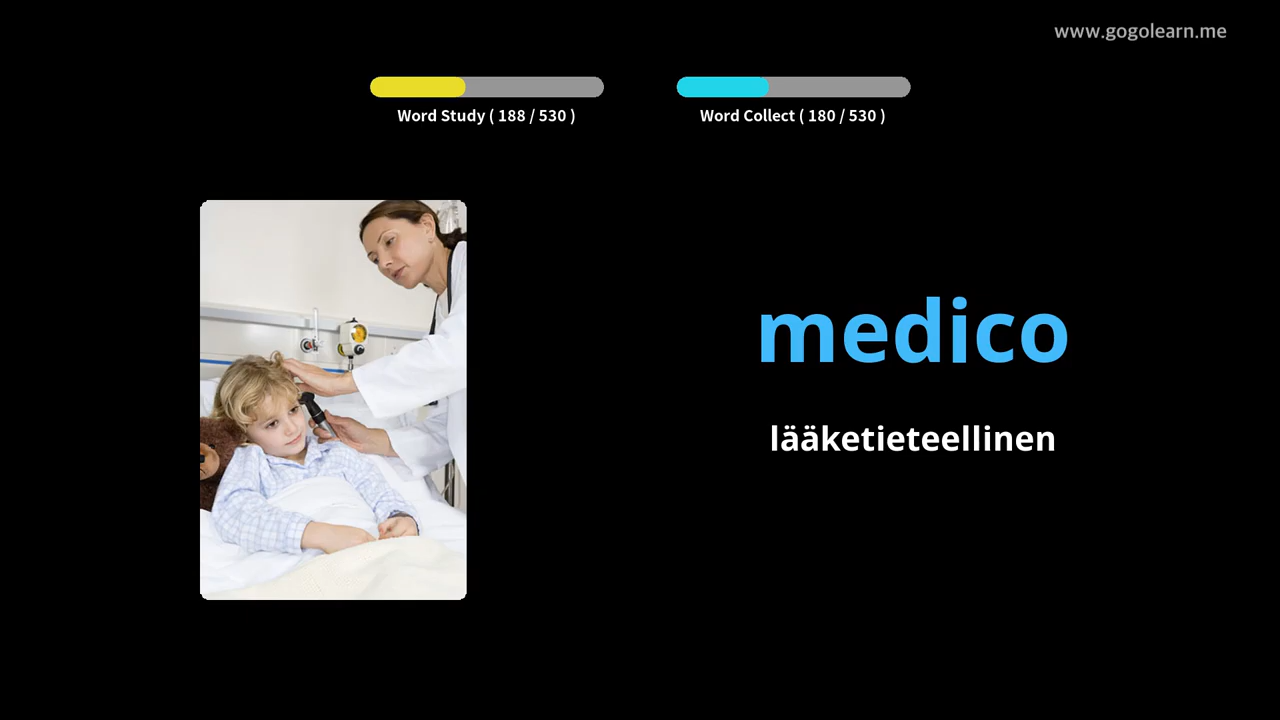 www.gogolearn.me
Word Study ( 188 / 530 )
Word Collect ( 180 / 530 )
medico
lääketieteellinen